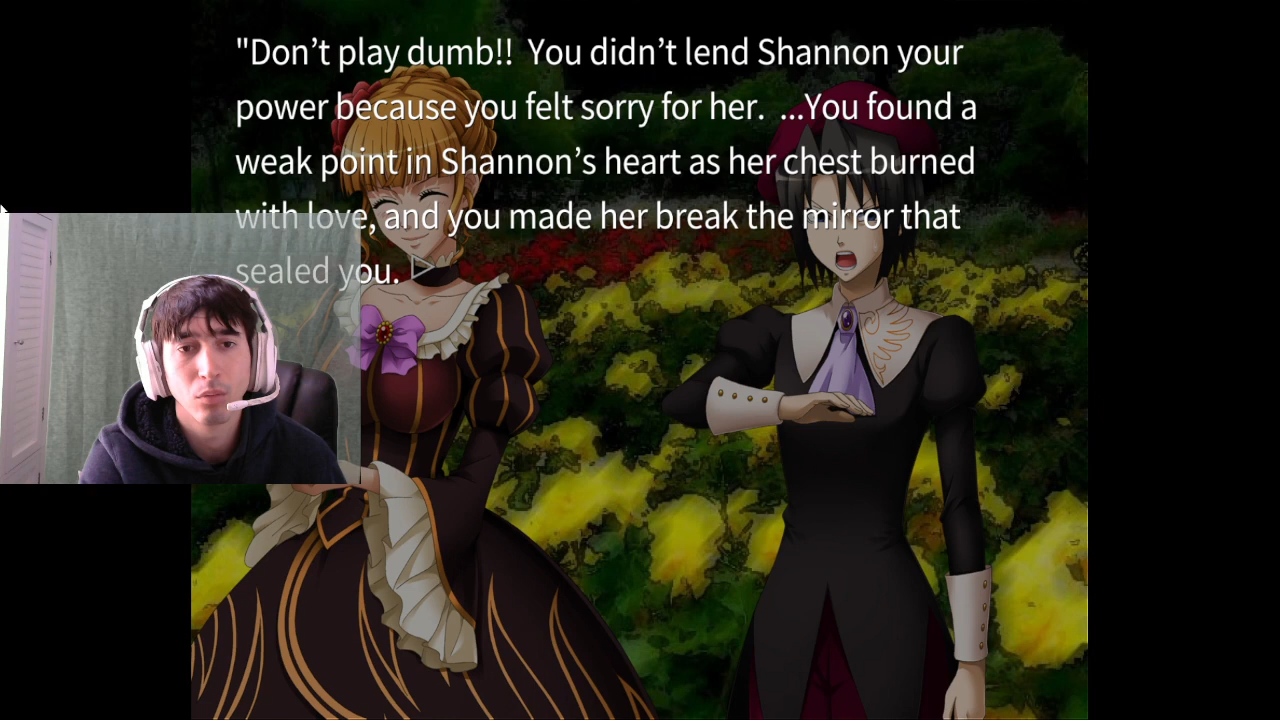 "Don’t play dumb!!  You didn’t lend Shannon your
power because you felt sorry for her.  ...You found a
weak point in Shannon’s heart as her chest burned
with love, and you made her break the mirror that
sealed you.